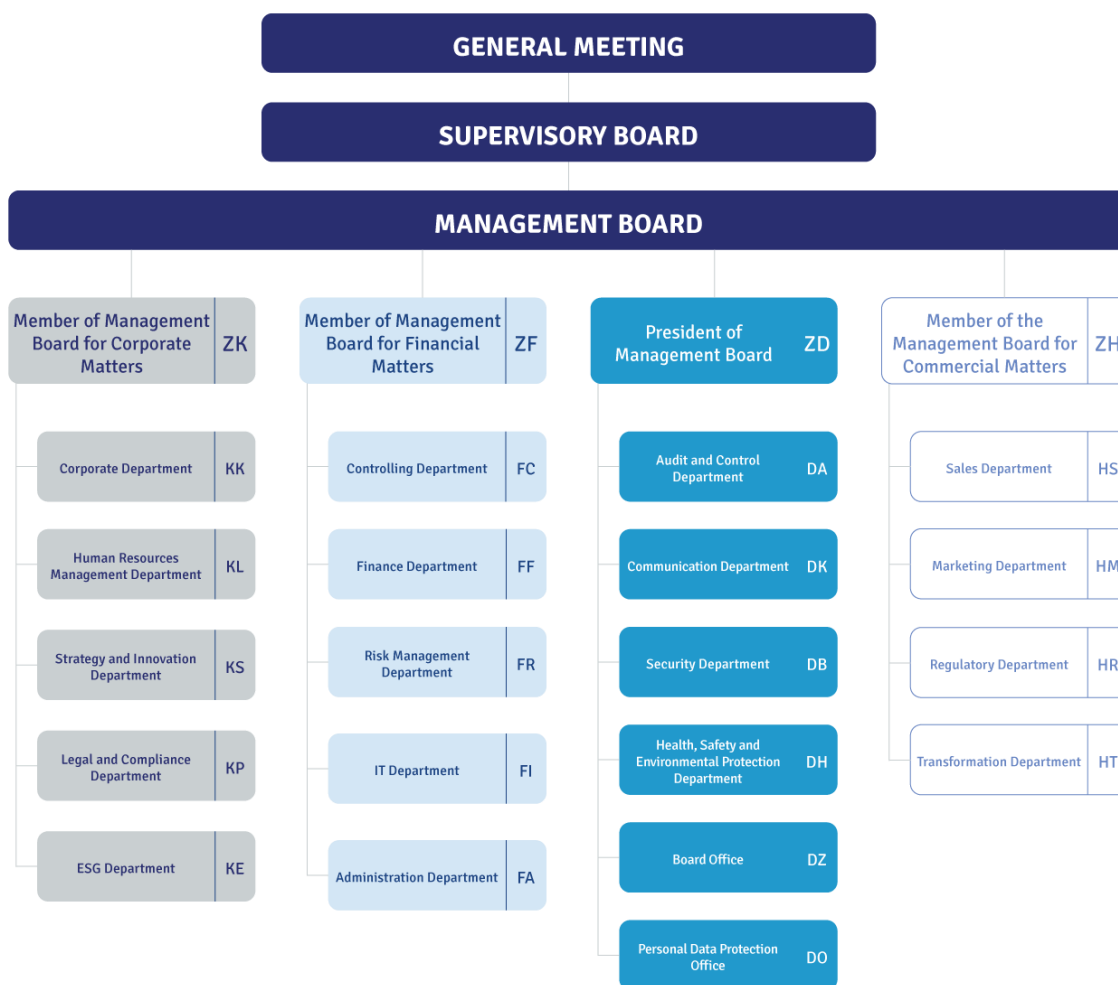 GENERAL MEETING
SUPERVISORY BOARD
MANAGEMENT BOARD
Member of Management
Board for Corporate
Matters
ZK
Corporate Department
KK
Human Resources
Management Department
KL
Strategy and Innovation
Department
KS
Legal and Compliance
Department
KP
ESG Department
KE
Member of Management
Board for Financial
Matters
ZF
Controlling Department
FC
Finance Department
FF
Risk Management
Department
FR
IT Department
FI
Administration Department
FA
President of
Management Board
ZD
Audit and Control
Department
DA
Communication Department
DK
Security Department
DB
Health, Safety and
Environmental Protection
Department
DH
Board Office
DZ
Personal Data Protection
Office
DO
Member of the
Management Board for
Commercial Matters
ZH
Sales Department
HS
Marketing Department
HM
Regulatory Department
HR
Transformation Department
HT